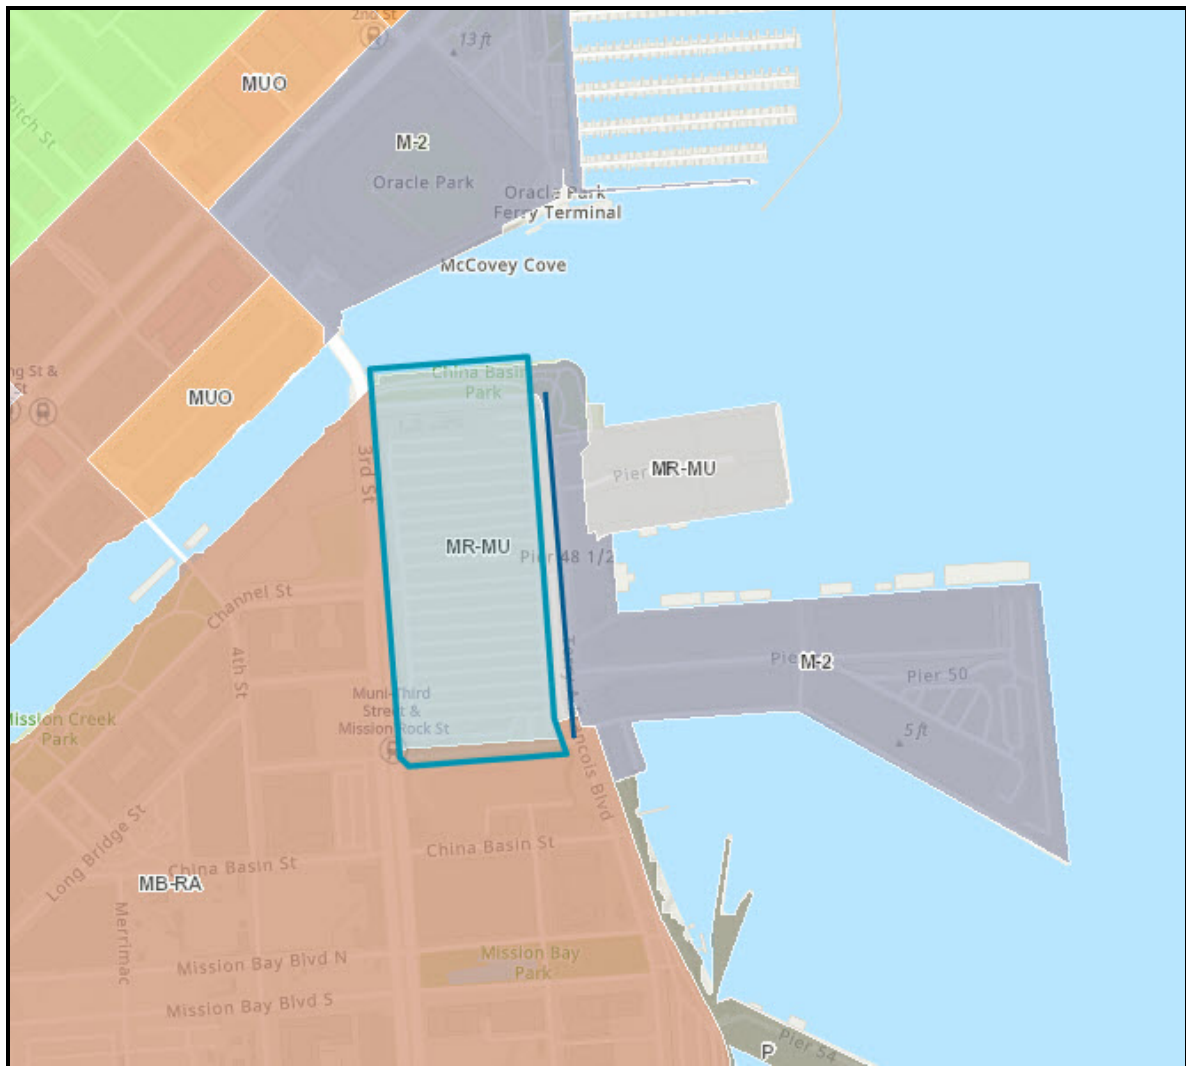 2nd St
13 ft
MUO
Ritch St
M-2
Oracle Park
Oracle Park
Ferry Terminal
McCovey Cove
China Basin
Park
MUO
3rd St
MR-MU
Pier
MR-MU
Pier 48 1/2
Channel St
4th St
M-2
Pier 50
5 ft
Muni-Third
Street &
Mission Rock St
Mission Creek
Park
Long Bridge St
China Basin St
China Basin St
MB-RA
Merrimac
Mission Bay Blvd N
Mission Bay
Park
Mission Bay Blvd S
Pier 54
P